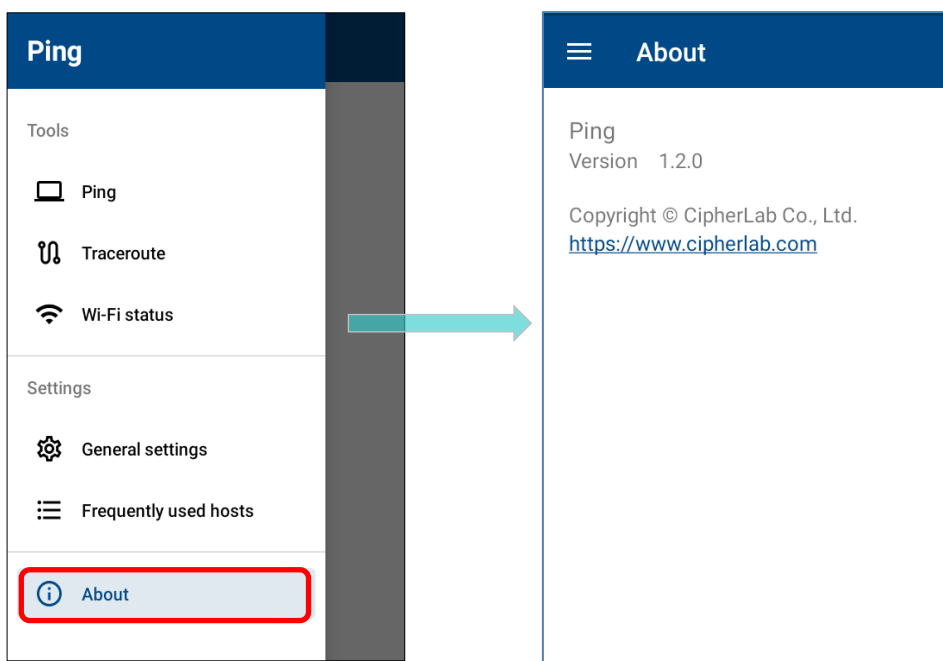 Ping
Tools
Ping
Traceroute
Wi-Fi status
Settings
General settings
Frequently used hosts
About
About
Ping
Version 1.2.0
Copyright © CipherLab Co., Ltd.
https://www.cipherlab.com